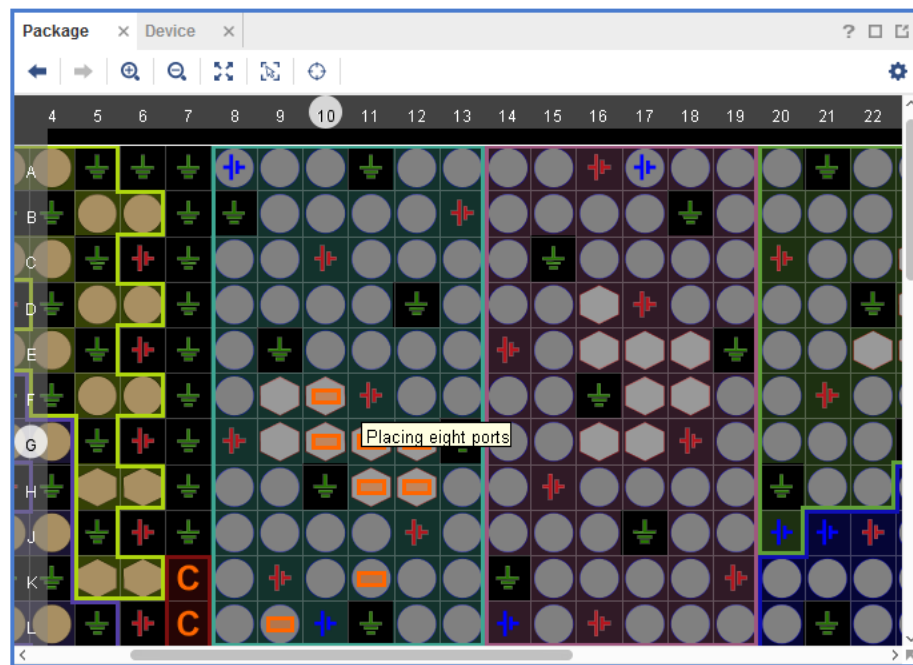 Package × Device ×
?
4 5 6 7 8 9 10 11 12 13 14 15 16 17 18 19 20 21 22
A
B
C
D
E
F
G
Placing eight ports
H
J
K C
L C